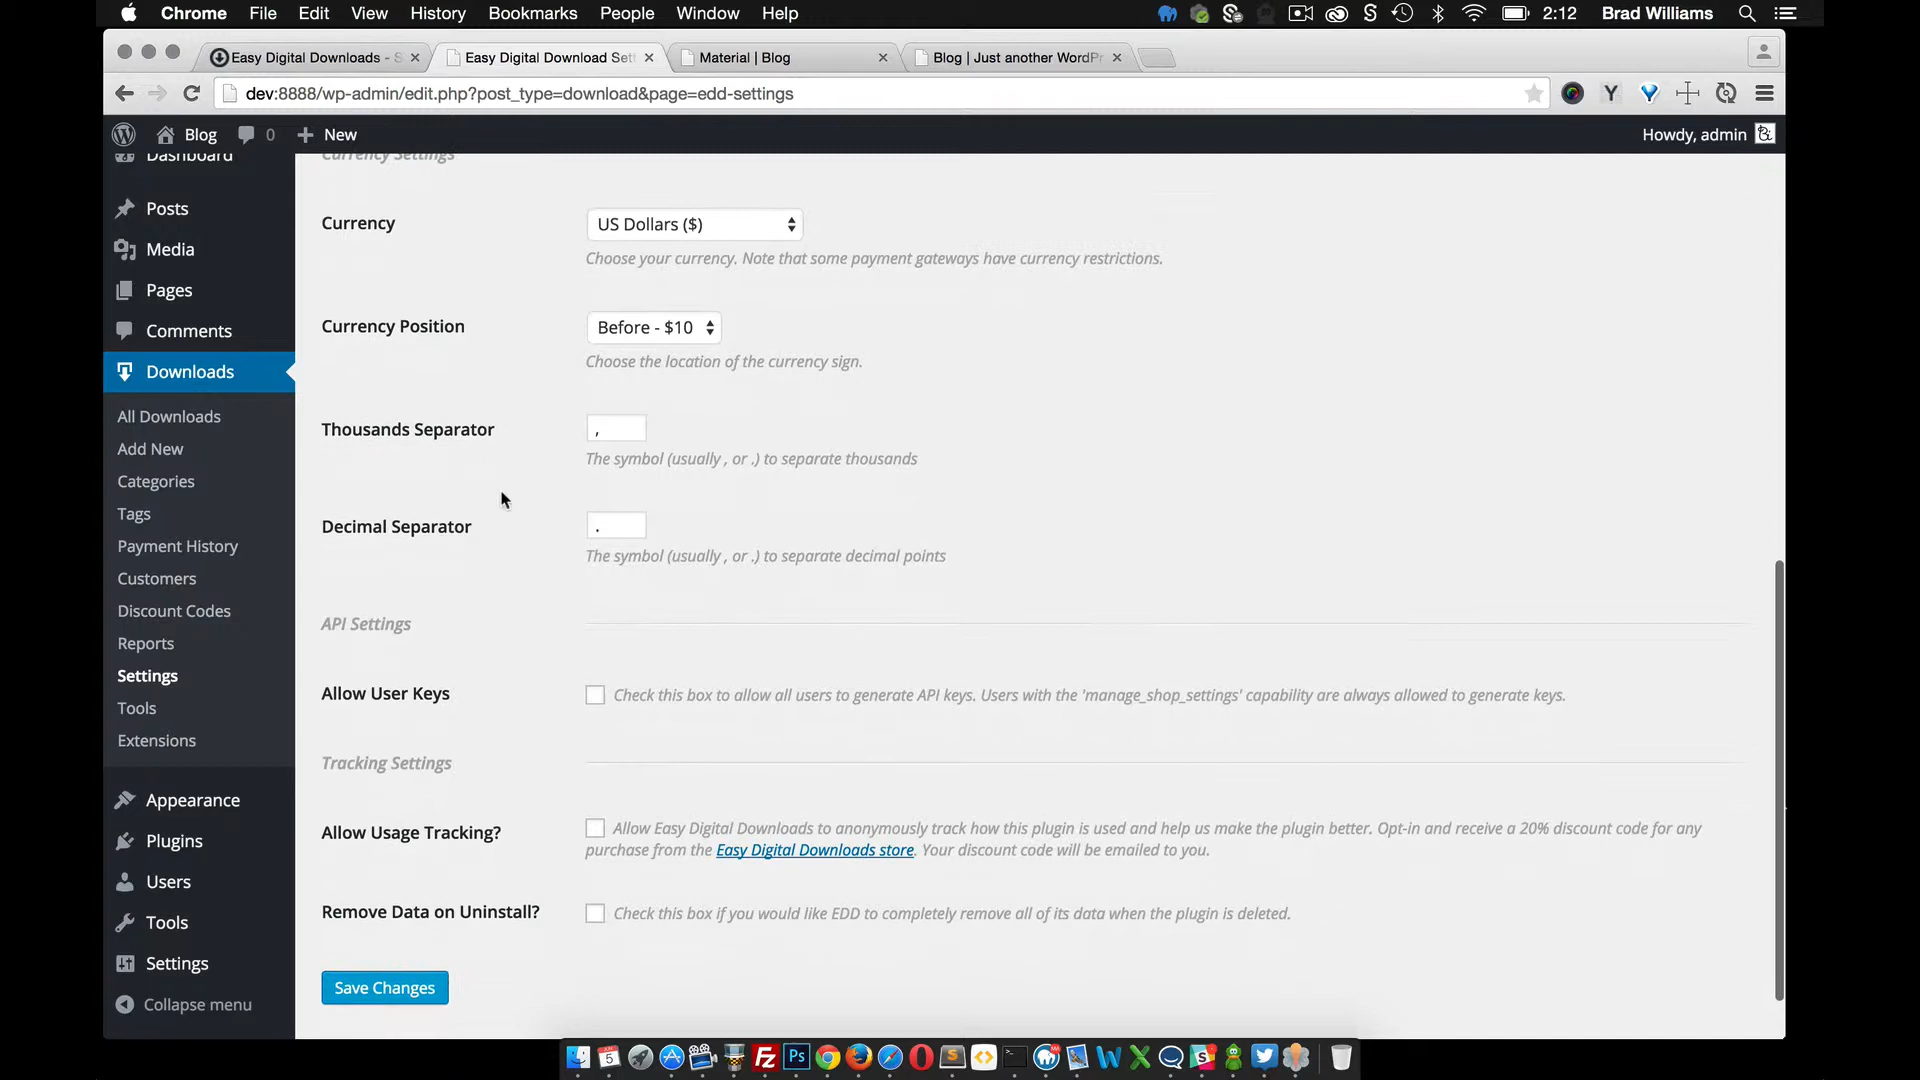 Chrome File Edit View History Bookmarks People Window Help 2:12 Brad Williams
Easy Digital Downloads - S
Easy Digital Download Sett
Material | Blog
Blog | Just another WordPr
dev:8888/wp-admin/edit.php?post_type=download&page=edd-settings
Blog 0 + New Howdy, admin
Dashboard
Posts
Media
Pages
Comments
Downloads
All Downloads
Add New
Categories
Tags
Payment History
Customers
Discount Codes
Reports
Settings
Tools
Extensions
Appearance
Plugins
Users
Tools
Settings
Collapse menu
Currency Settings
Currency US Dollars ($)
Choose your currency. Note that some payment gateways have currency restrictions.
Currency Position Before - $10
Choose the location of the currency sign.
Thousands Separator ,
The symbol (usually , or .) to separate thousands
Decimal Separator .
The symbol (usually , or .) to separate decimal points
API Settings
Allow User Keys Check this box to allow all users to generate API keys. Users with the 'manage_shop_settings' capability are always allowed to generate keys.
Tracking Settings
Allow Usage Tracking? Allow Easy Digital Downloads to anonymously track how this plugin is used and help us make the plugin better. Opt-in and receive a 20% discount code for any
purchase from the Easy Digital Downloads store. Your discount code will be emailed to you.
Remove Data on Uninstall? Check this box if you would like EDD to completely remove all of its data when the plugin is deleted.
Save Changes